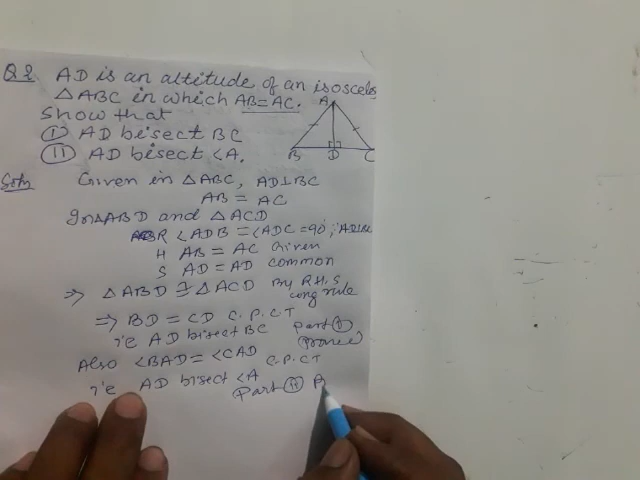 Q2 AD is an altitude of an isosceles
△ABC in which AB=AC.
Show that
(I) AD bisect BC
(II) AD bisect <A.
A
B D C
Soln Given in △ABC, AD⊥BC
AB = AC
In △ABD and △ACD
R <ADB = <ADC = 90°, ∵ AD⊥BC
H AB = AC Given
S AD = AD common
⇒ △ABD ≅ △ACD By R.H.S
cong rule
⇒ BD = CD C.P.C.T
i.e AD bisect BC Part (I)
Proved
Also <BAD = <CAD C.P.C.T
i.e AD bisect <A
Part (II) P